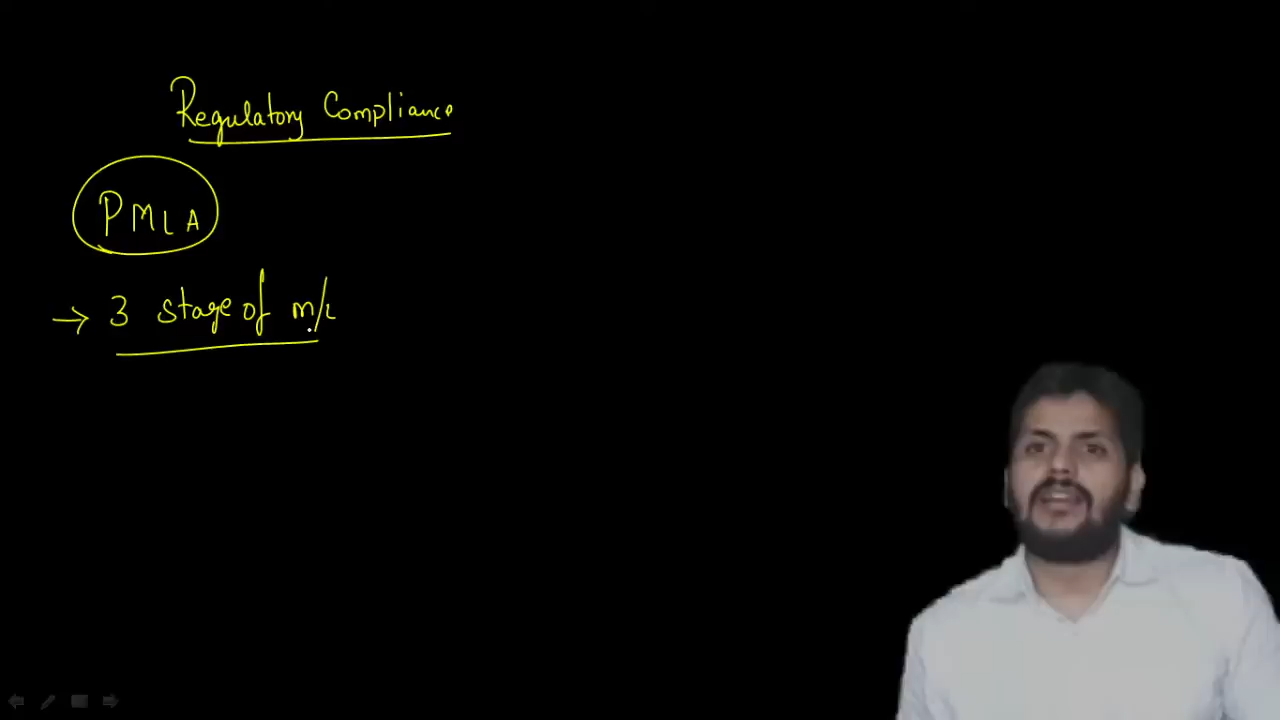 Regulatory Compliance
PMLA
→ 3 stage of m/L